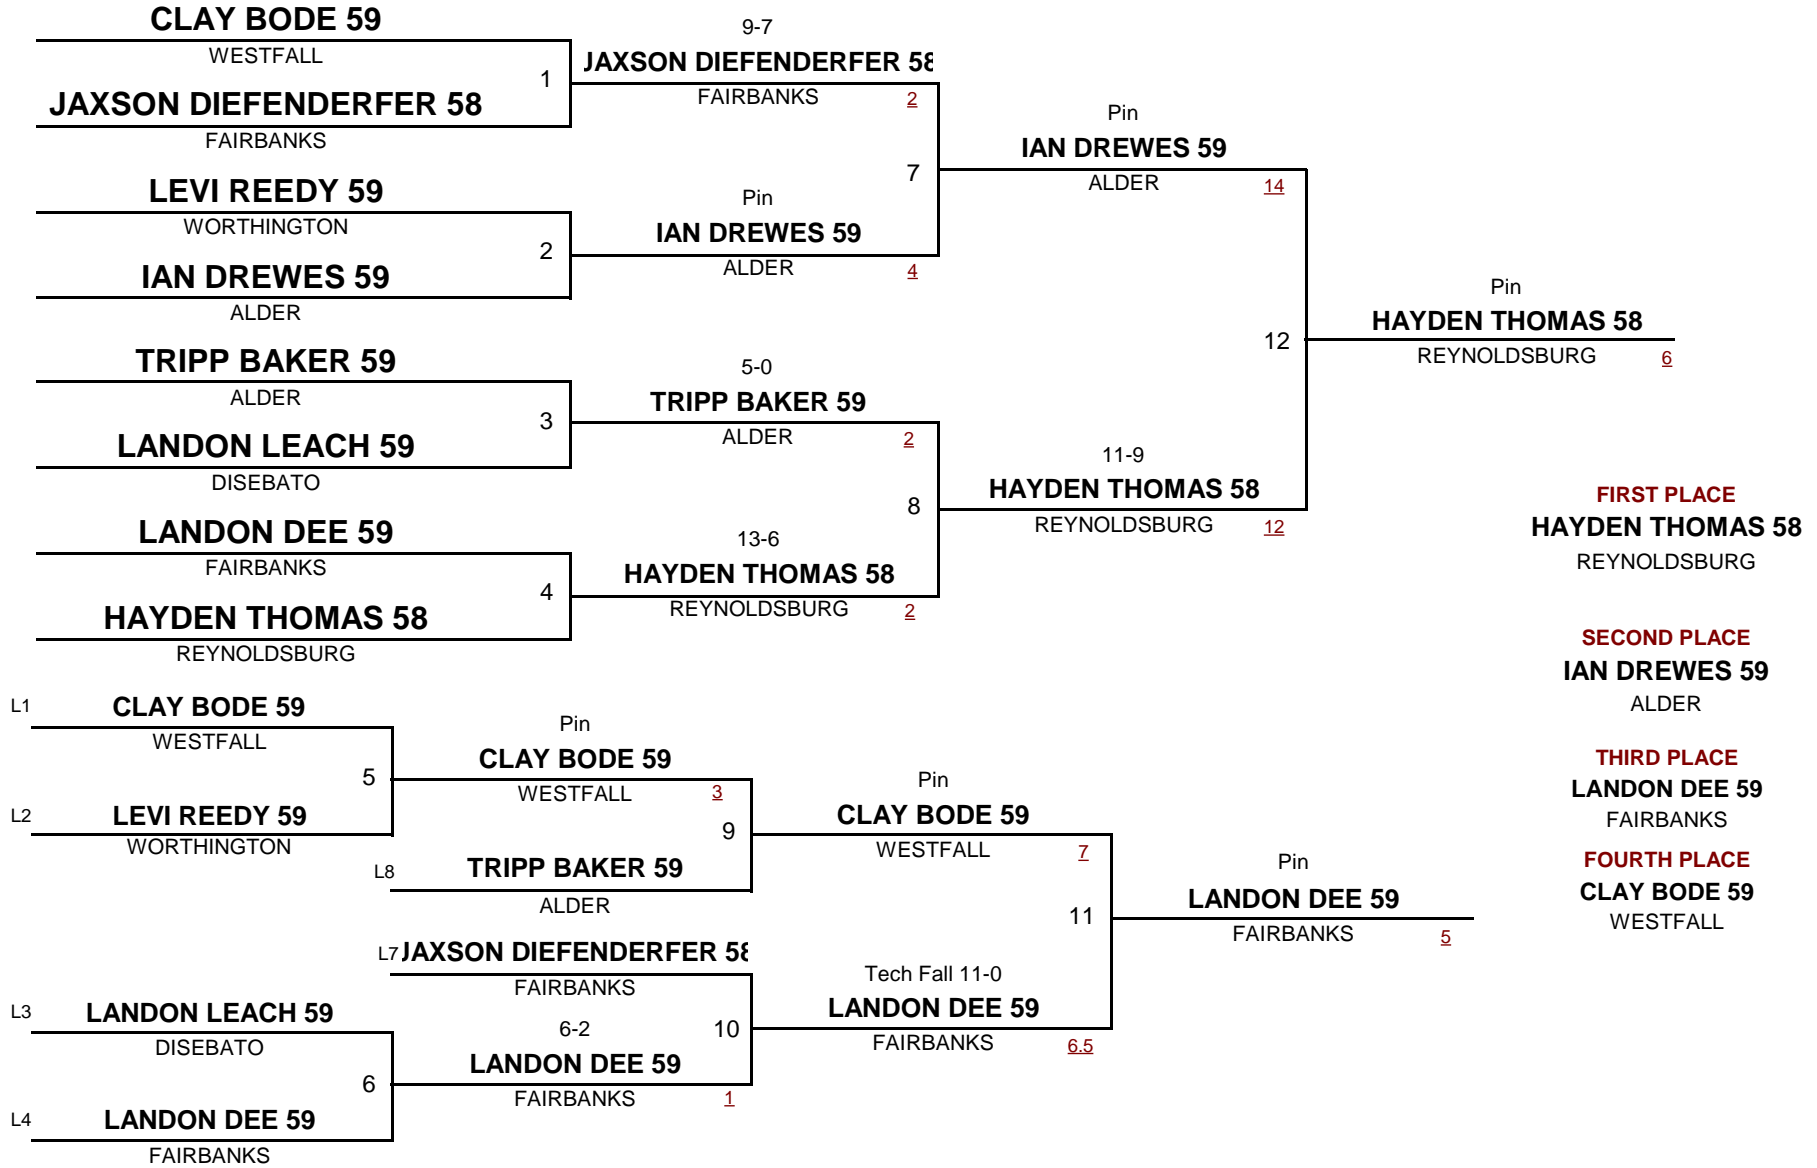 CLAY BODE 59
WESTFALL
1
JAXSON DIEFENDERFER 58
FAIRBANKS
LEVI REEDY 59
WORTHINGTON
2
IAN DREWES 59
ALDER
TRIPP BAKER 59
ALDER
3
LANDON LEACH 59
DISEBATO
LANDON DEE 59
FAIRBANKS
4
HAYDEN THOMAS 58
REYNOLDSBURG
9-7
JAXSON DIEFENDERFER 58
FAIRBANKS 2
7
Pin
IAN DREWES 59
ALDER 4
5-0
TRIPP BAKER 59
ALDER 2
8
13-6
HAYDEN THOMAS 58
REYNOLDSBURG 2
Pin
IAN DREWES 59
ALDER 14
12
11-9
HAYDEN THOMAS 58
REYNOLDSBURG 12
Pin
HAYDEN THOMAS 58
REYNOLDSBURG 6
L1 CLAY BODE 59
WESTFALL
5
L2 LEVI REEDY 59
WORTHINGTON
Pin
CLAY BODE 59
WESTFALL 3
9
L8 TRIPP BAKER 59
ALDER
L7 JAXSON DIEFENDERFER 58
FAIRBANKS
10
L3 LANDON LEACH 59
DISEBATO
6
L4 LANDON DEE 59
FAIRBANKS
6-2
LANDON DEE 59
FAIRBANKS 1
Pin
CLAY BODE 59
WESTFALL 7
11
Tech Fall 11-0
LANDON DEE 59
FAIRBANKS 6.5
Pin
LANDON DEE 59
FAIRBANKS 5
FIRST PLACE
HAYDEN THOMAS 58
REYNOLDSBURG
SECOND PLACE
IAN DREWES 59
ALDER
THIRD PLACE
LANDON DEE 59
FAIRBANKS
FOURTH PLACE
CLAY BODE 59
WESTFALL